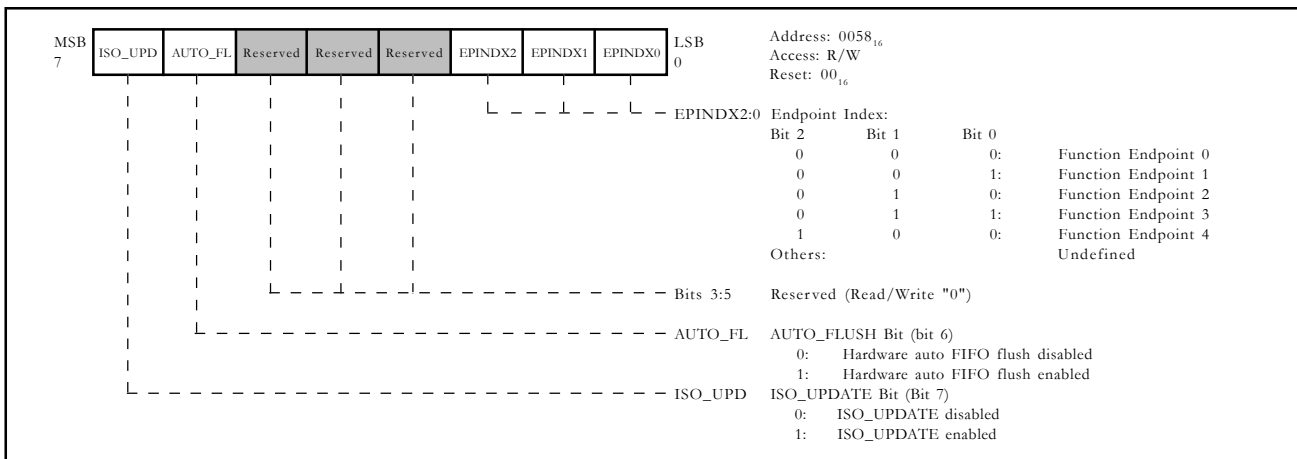 MSB
7
ISO_UPD AUTO_FL Reserved Reserved Reserved EPINDX2 EPINDX1 EPINDX0
LSB
0
Address: 0058₁₆
Access: R/W
Reset: 00₁₆
EPINDX2:0 Endpoint Index:
Bit 2 Bit 1 Bit 0
0 0 0: Function Endpoint 0
0 0 1: Function Endpoint 1
0 1 0: Function Endpoint 2
0 1 1: Function Endpoint 3
1 0 0: Function Endpoint 4
Others: Undefined
Bits 3:5 Reserved (Read/Write "0")
AUTO_FL AUTO_FLUSH Bit (bit 6)
0: Hardware auto FIFO flush disabled
1: Hardware auto FIFO flush enabled
ISO_UPD ISO_UPDATE Bit (Bit 7)
0: ISO_UPDATE disabled
1: ISO_UPDATE enabled